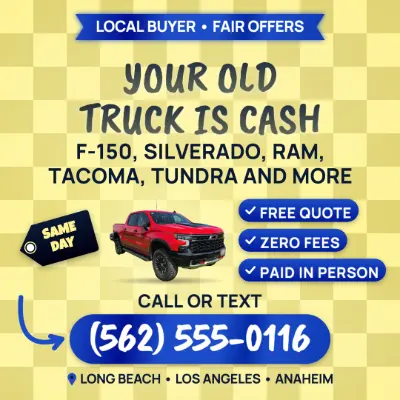 LOCAL BUYER • FAIR OFFERS
YOUR OLD
TRUCK IS CASH
F-150, SILVERADO, RAM,
TACOMA, TUNDRA AND MORE
SAME
DAY
FREE QUOTE
ZERO FEES
PAID IN PERSON
CALL OR TEXT
(562) 555-0116
LONG BEACH • LOS ANGELES • ANAHEIM